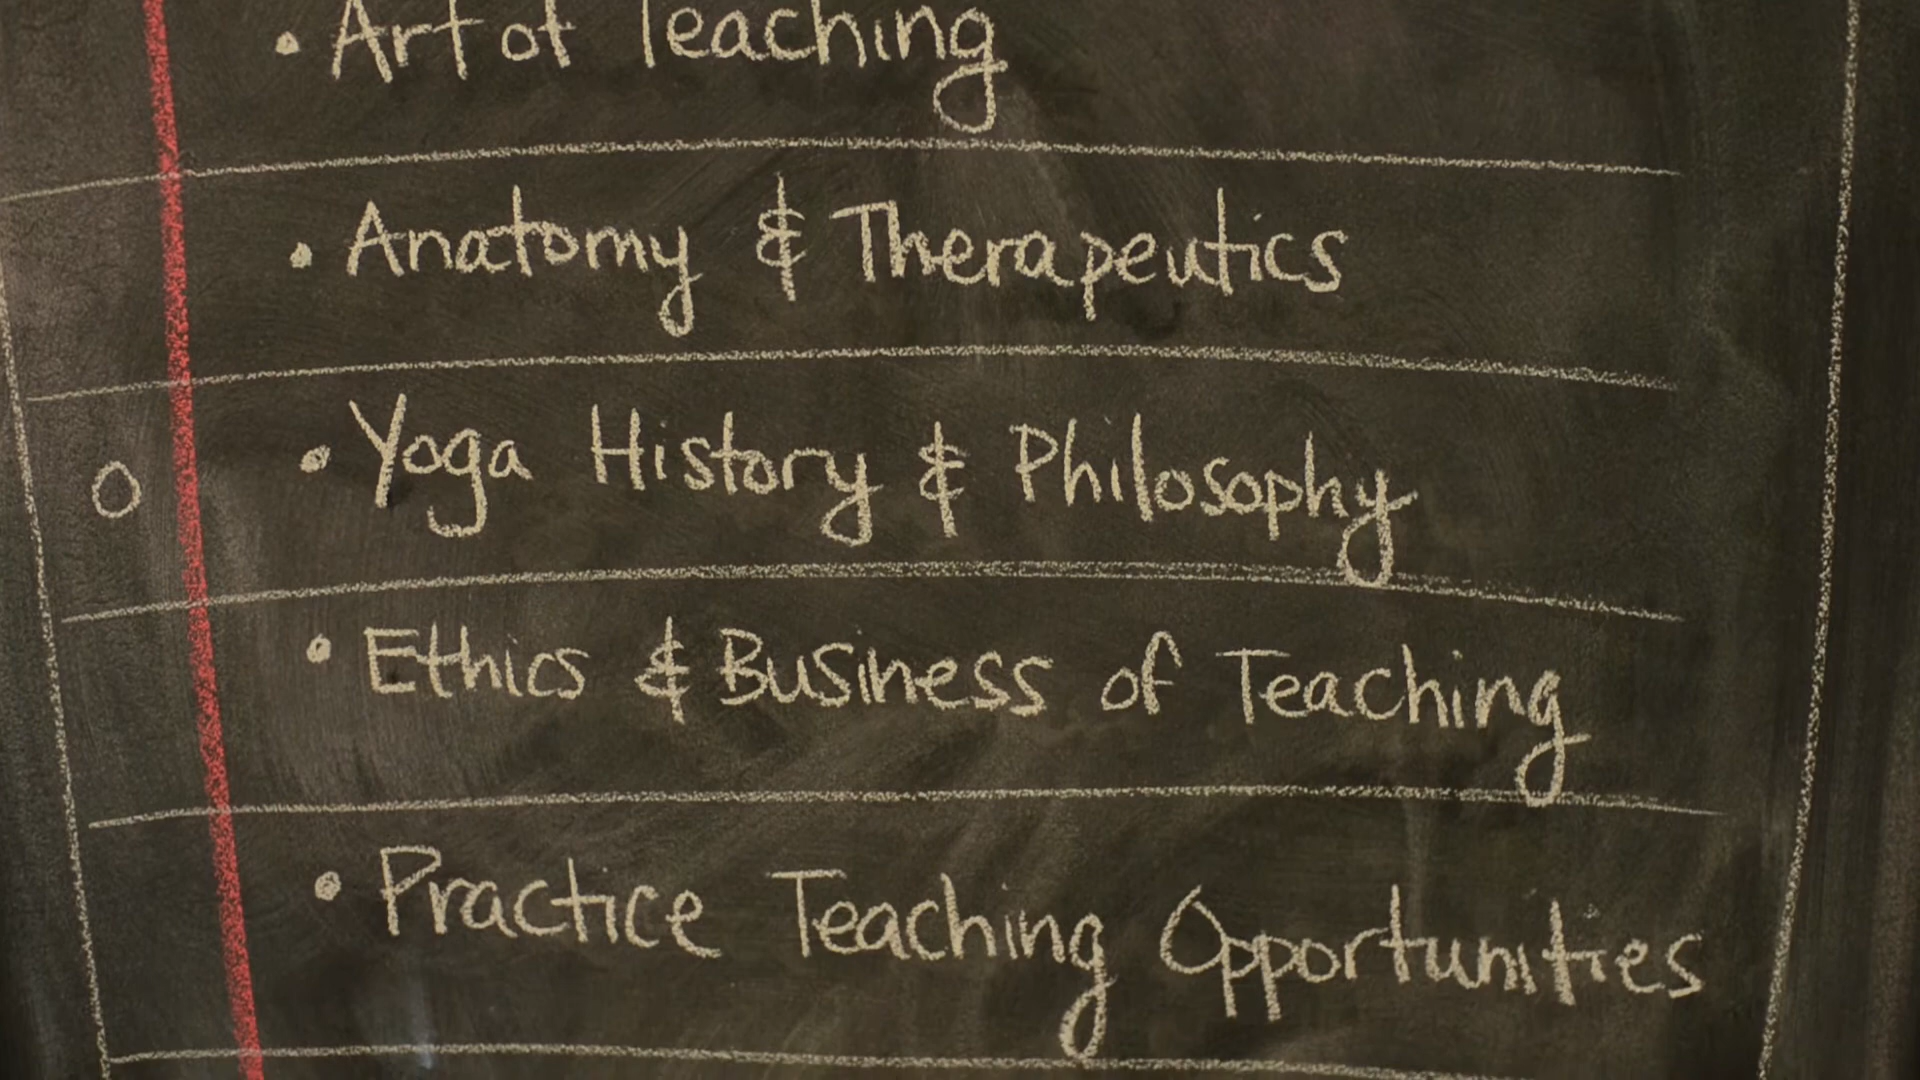 • Art of Teaching
• Anatomy & Therapeutics
• Yoga History & Philosophy
• Ethics & Business of Teaching
• Practice Teaching Opportunities